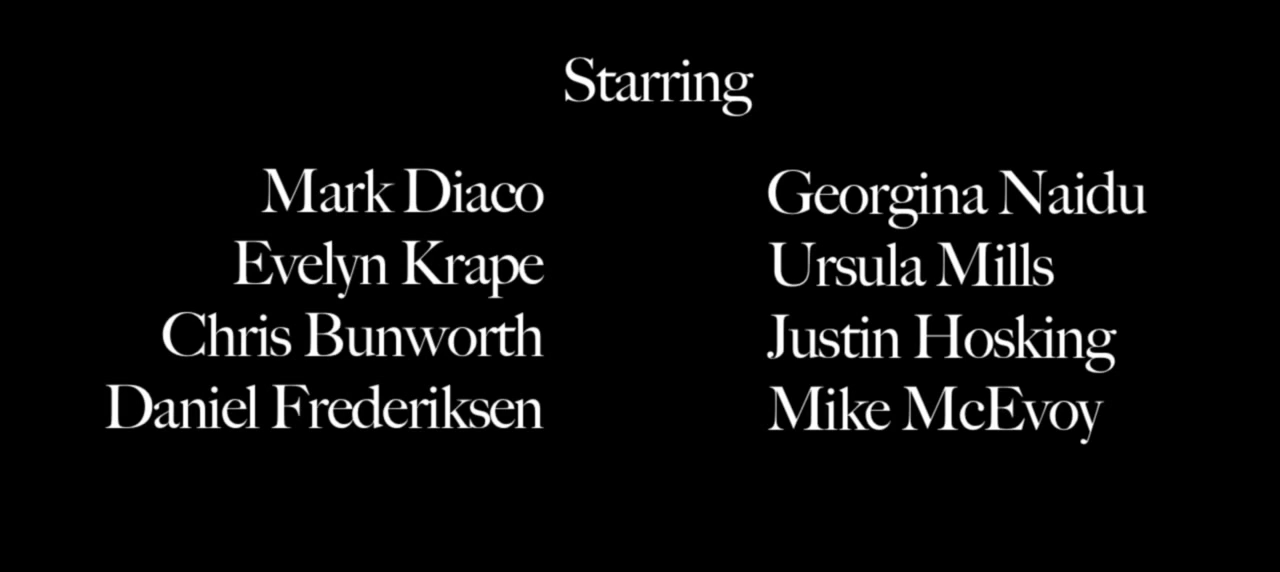 Starring
Mark Diaco
Georgina Naidu
Evelyn Krape
Ursula Mills
Chris Bunworth
Justin Hosking
Daniel Frederiksen
Mike McEvoy